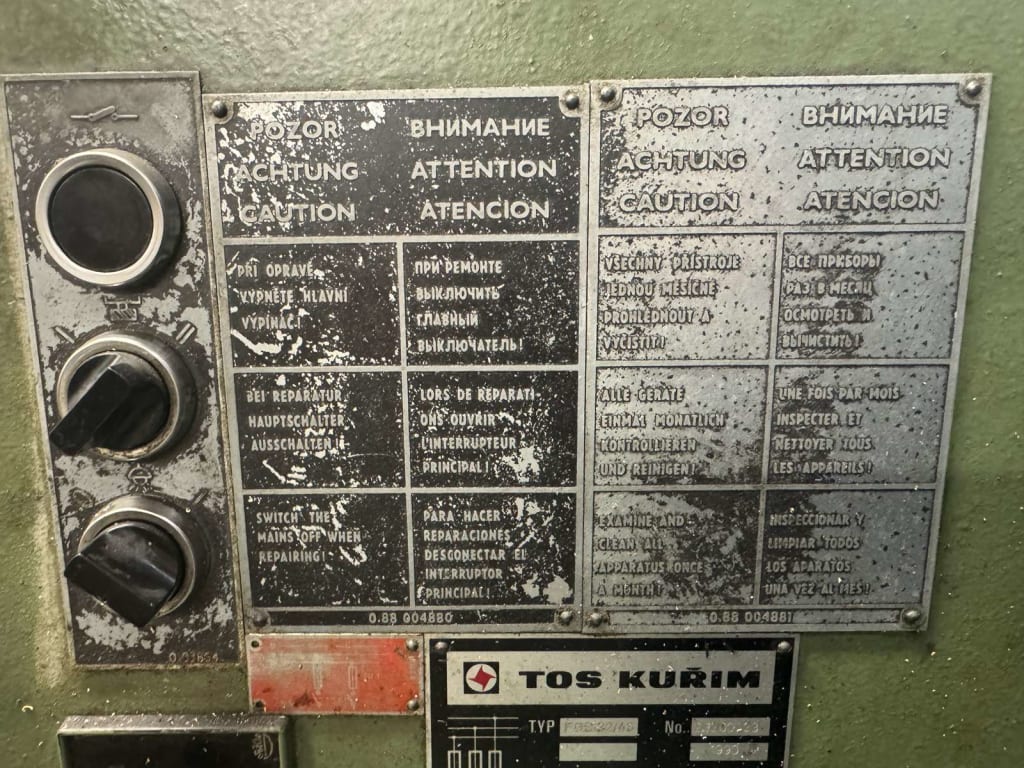 POZOR ВНИМАНИЕ
ACHTUNG ATTENTION
CAUTION ATENCION
PŘI OPRAVĚ
VYPNĚTE HLAVNÍ
VYPÍNAČ!
ПРИ РЕМОНТЕ
ВЫКЛЮЧИТЬ
ГЛАВНЫЙ
ВЫКЛЮЧАТЕЛЬ!
BEI REPARATUR
HAUPTSCHALTER
AUSSCHALTEN!
LORS DE REPARATI
ONS OUVRIR
L'INTERRUPTEUR
PRINCIPAL!
SWITCH THE
MAINS OFF WHEN
REPAIRING!
PARA HACER
REPARACIONES
DESCONECTAR EL
INTERRUPTOR
PRINCIPAL!
0.88 004880
POZOR ВНИМАНИЕ
ACHTUNG ATTENTION
CAUTION ATENCION
VŠECHNY PŘÍSTROJE
JEDNOU MĚSÍČNĚ
PROHLÉDNOUT A
VYČISTIT!
ВСЕ ПРИБОРЫ
РАЗ В МЕСЯЦ
ОСМОТРЕТЬ И
ВЫЧИСТИТЬ!
ALLE GERÄTE
EINMAL MONATLICH
KONTROLLIEREN
UND REINIGEN!
UNE FOIS PAR MOIS
INSPECTER ET
NETTOYER TOUS
LES APPAREILS!
EXAMINE AND
CLEAN ALL
APPARATUS ONCE
A MONTH!
INSPECCIONAR Y
LIMPIAR TODOS
LOS APARATOS
UNA VEZ AL MES!
0.88 004881
TOS KUŘIM
TYP No.